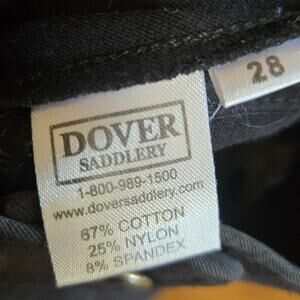 DOVER
SADDLERY
1-800-989-1500
www.doversaddlery.com
67% COTTON
25% NYLON
8% SPANDEX
28